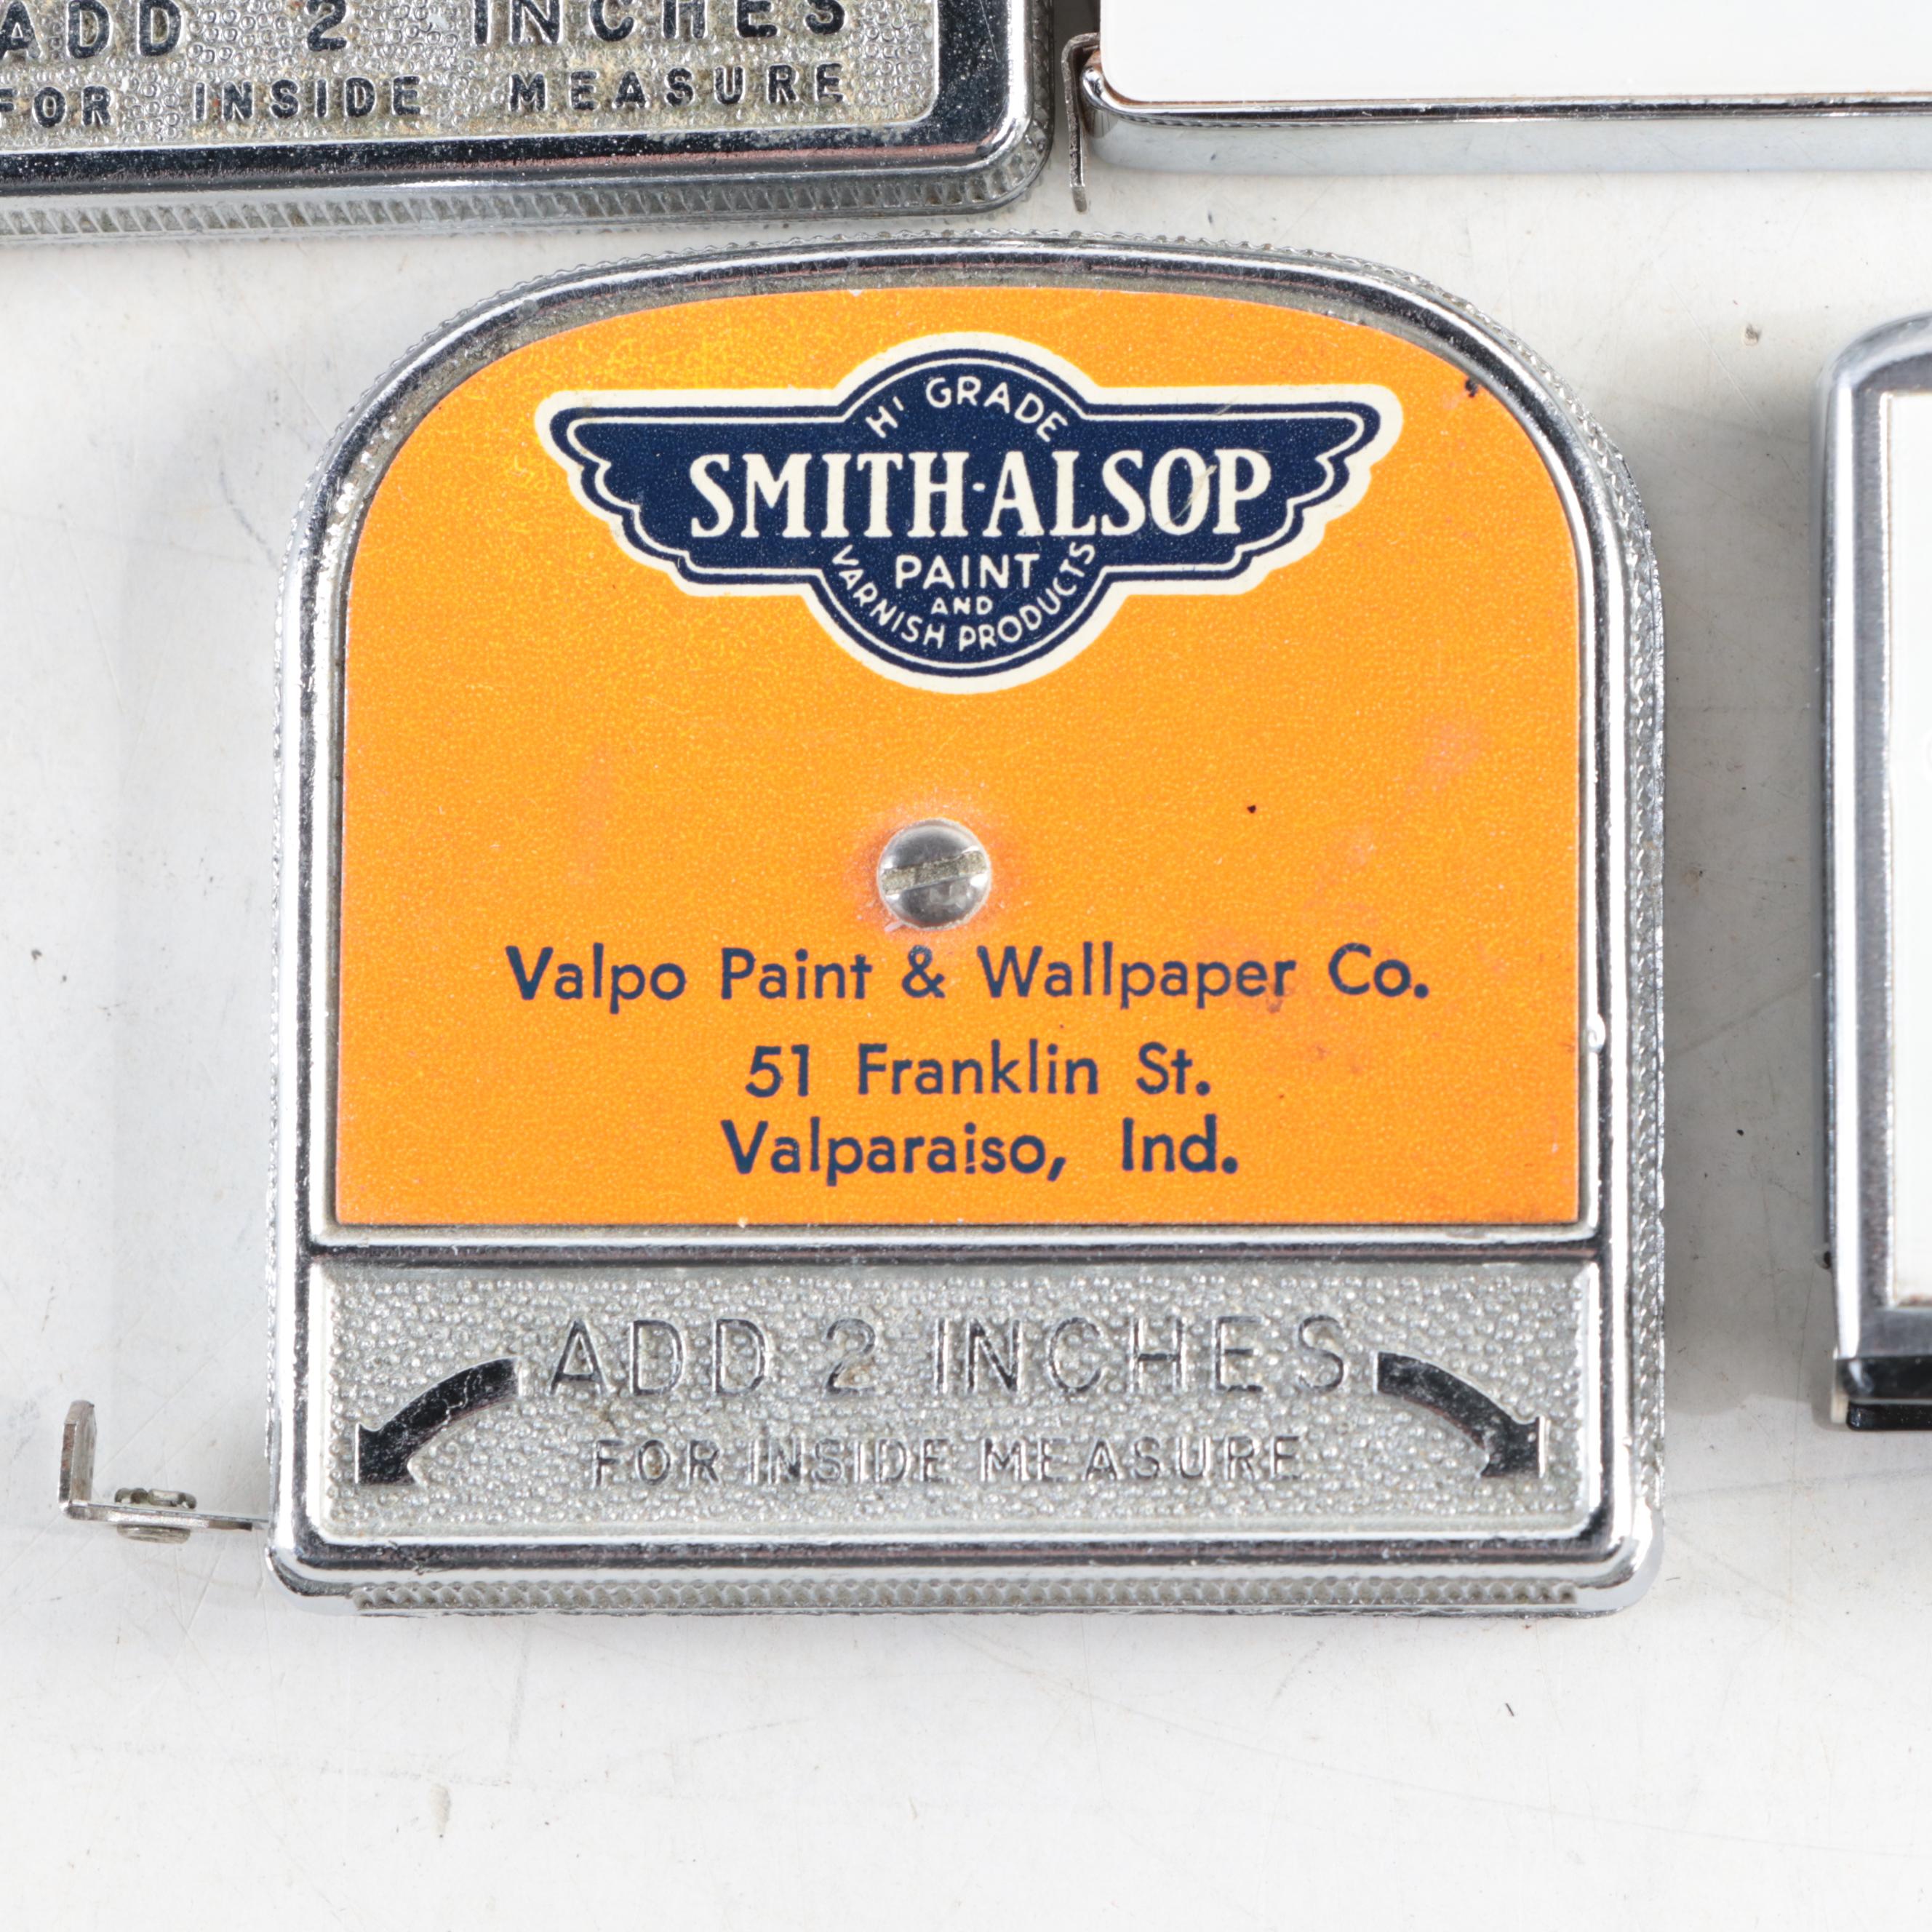 ADD 2 INCHES
FOR INSIDE MEASURE
HI GRADE
SMITH-ALSOP
PAINT
AND
VARNISH PRODUCTS
Valpo Paint & Wallpaper Co.
51 Franklin St.
Valparaiso, Ind.
ADD 2 INCHES
FOR INSIDE MEASURE